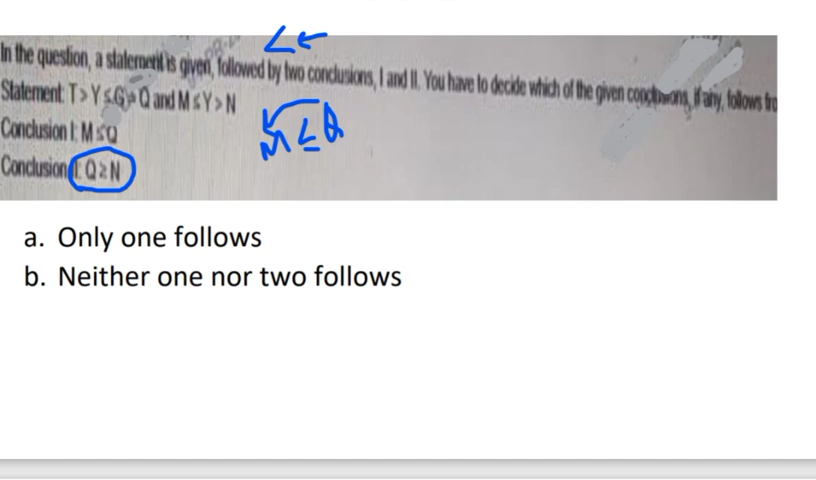 <←
In the question, a statement is given, followed by two conclusions, I and II. You have to decide which of the given conclusions, if any, follows fro
Statement: T>Y≤G Q and M≤Y>N
Conclusion I: M≤Q
M≤Q
Conclusion I: Q≥N
a. Only one follows
b. Neither one nor two follows